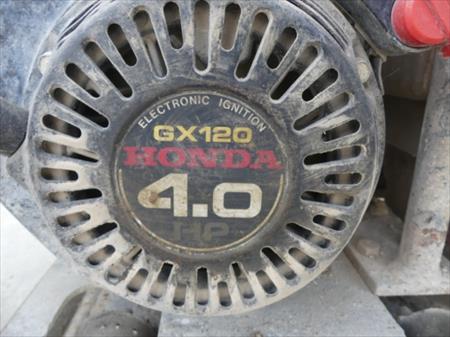 ELECTRONIC IGNITION
GX120
HONDA
4.0
HP